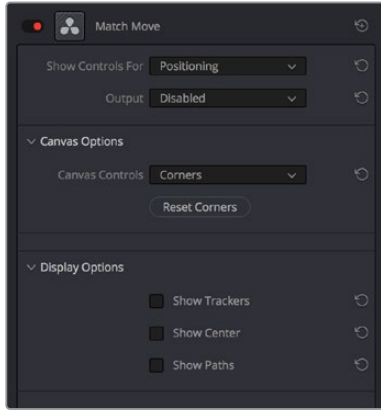 Match Move
Show Controls For Positioning
Output Disabled
Canvas Options
Canvas Controls Corners
Reset Corners
Display Options
Show Trackers
Show Center
Show Paths